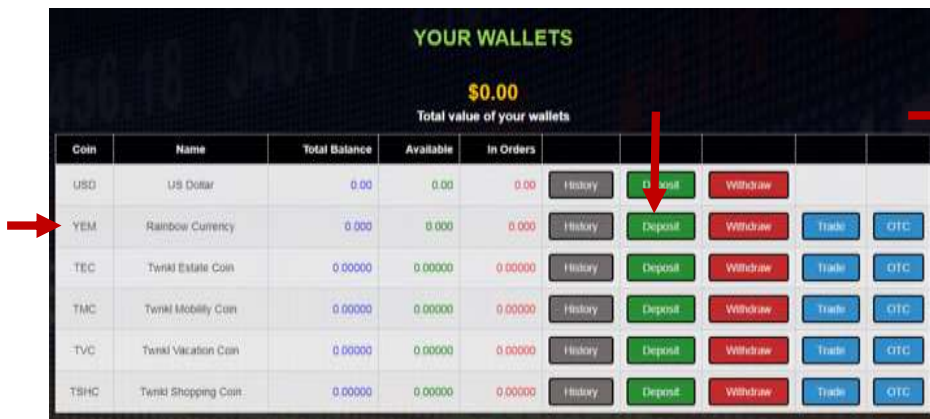 YOUR WALLETS
$0.00
Total value of your wallets
Coin Name Total Balance Available In Orders
USD US Dollar 0.00 0.00 0.00 History Deposit Withdraw
YEM Rainbow Currency 0.000 0.000 0.000 History Deposit Withdraw Trade OTC
TEC Twnkl Estate Coin 0.00000 0.00000 0.00000 History Deposit Withdraw Trade OTC
TMC Twnkl Mobility Coin 0.00000 0.00000 0.00000 History Deposit Withdraw Trade OTC
TVC Twnkl Vacation Coin 0.00000 0.00000 0.00000 History Deposit Withdraw Trade OTC
TSHC Twnkl Shopping Coin 0.00000 0.00000 0.00000 History Deposit Withdraw Trade OTC